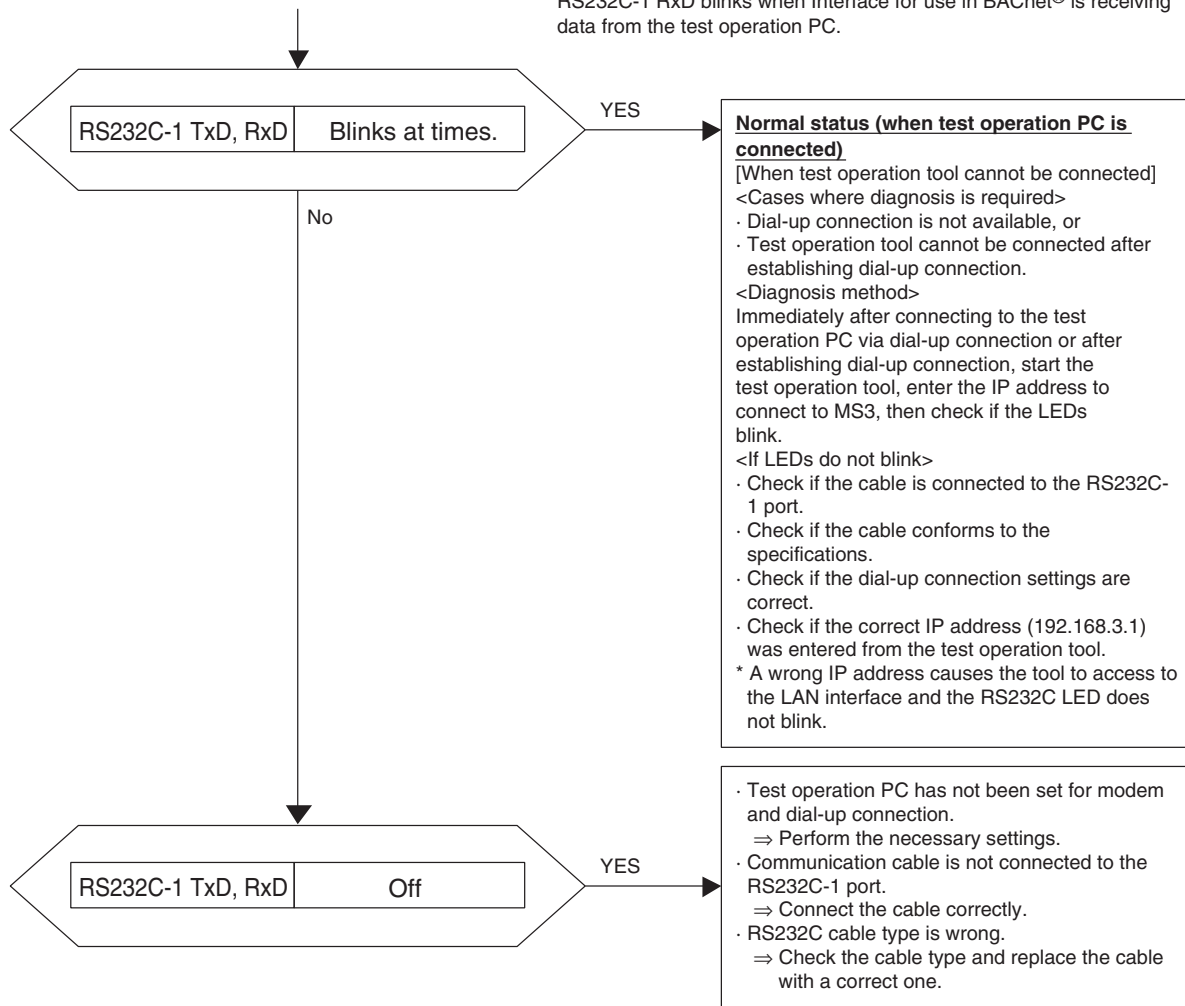 RS232C-1 RxD blinks when Interface for use in BACnet® is receiving
data from the test operation PC.
RS232C-1 TxD, RxD
Blinks at times.
YES
No
Normal status (when test operation PC is
connected)
[When test operation tool cannot be connected]
<Cases where diagnosis is required>
· Dial-up connection is not available, or
· Test operation tool cannot be connected after
establishing dial-up connection.
<Diagnosis method>
Immediately after connecting to the test
operation PC via dial-up connection or after
establishing dial-up connection, start the
test operation tool, enter the IP address to
connect to MS3, then check if the LEDs
blink.
<If LEDs do not blink>
· Check if the cable is connected to the RS232C-
1 port.
· Check if the cable conforms to the
specifications.
· Check if the dial-up connection settings are
correct.
· Check if the correct IP address (192.168.3.1)
was entered from the test operation tool.
* A wrong IP address causes the tool to access to
the LAN interface and the RS232C LED does
not blink.
RS232C-1 TxD, RxD
Off
YES
· Test operation PC has not been set for modem
and dial-up connection.
⇒ Perform the necessary settings.
· Communication cable is not connected to the
RS232C-1 port.
⇒ Connect the cable correctly.
· RS232C cable type is wrong.
⇒ Check the cable type and replace the cable
with a correct one.